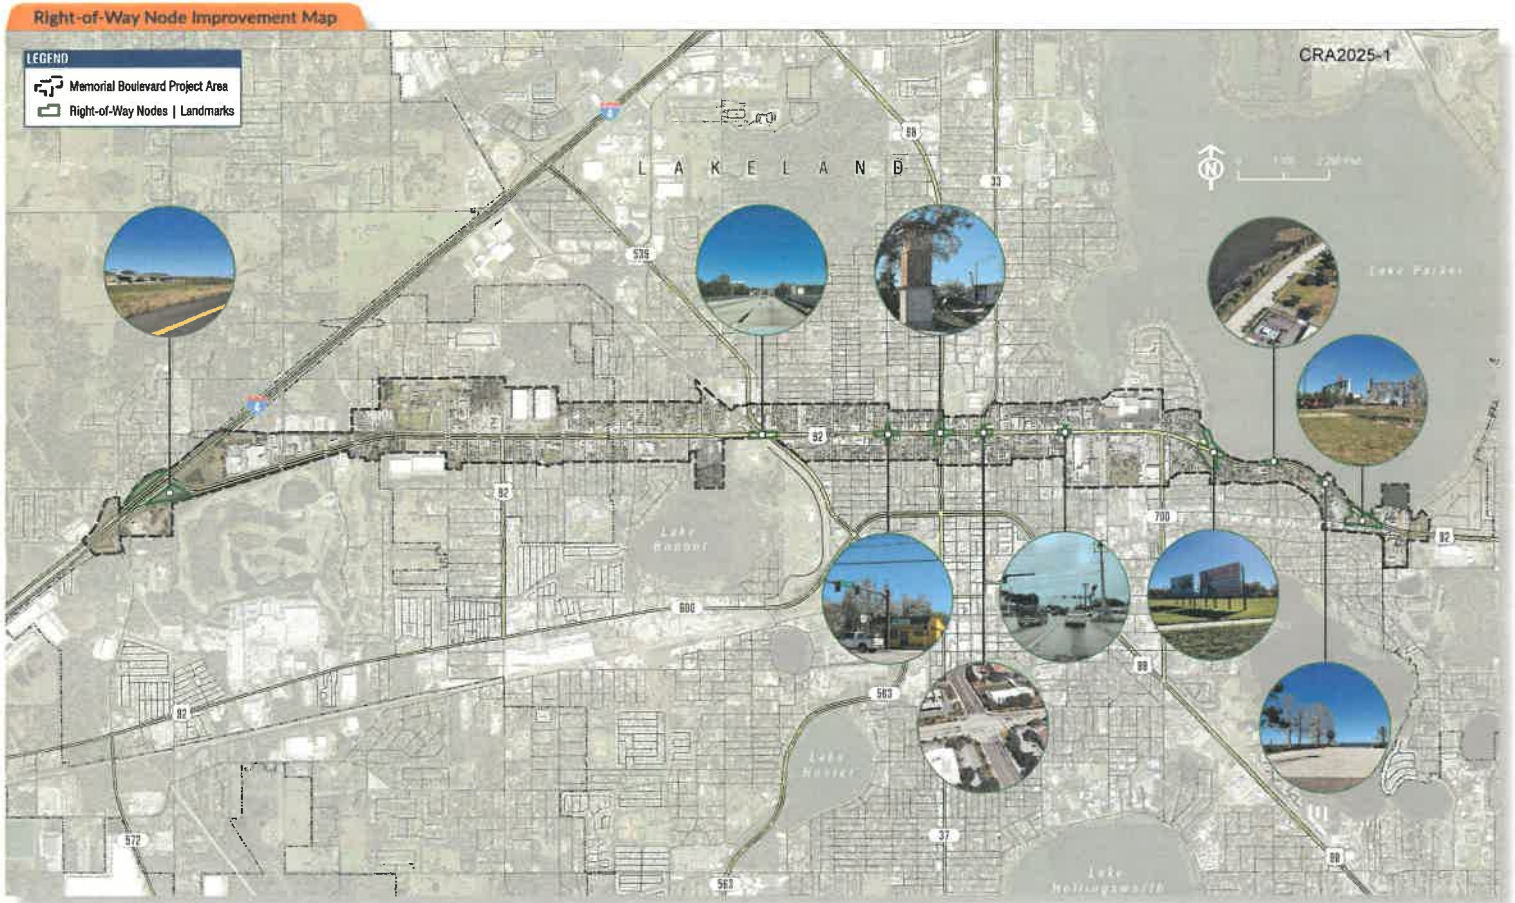 Right-of-Way Node Improvement Map
LEGEND
Memorial Boulevard Project Area
Right-of-Way Nodes | Landmarks
CRA2025-1
4
98
LAKELAND
33
N
0
539
Lake Parker
4
92
92
700
92
Lake
600
98
563
92
Lake
Hunter
572
37
98
563
Lake
Hollingsworth